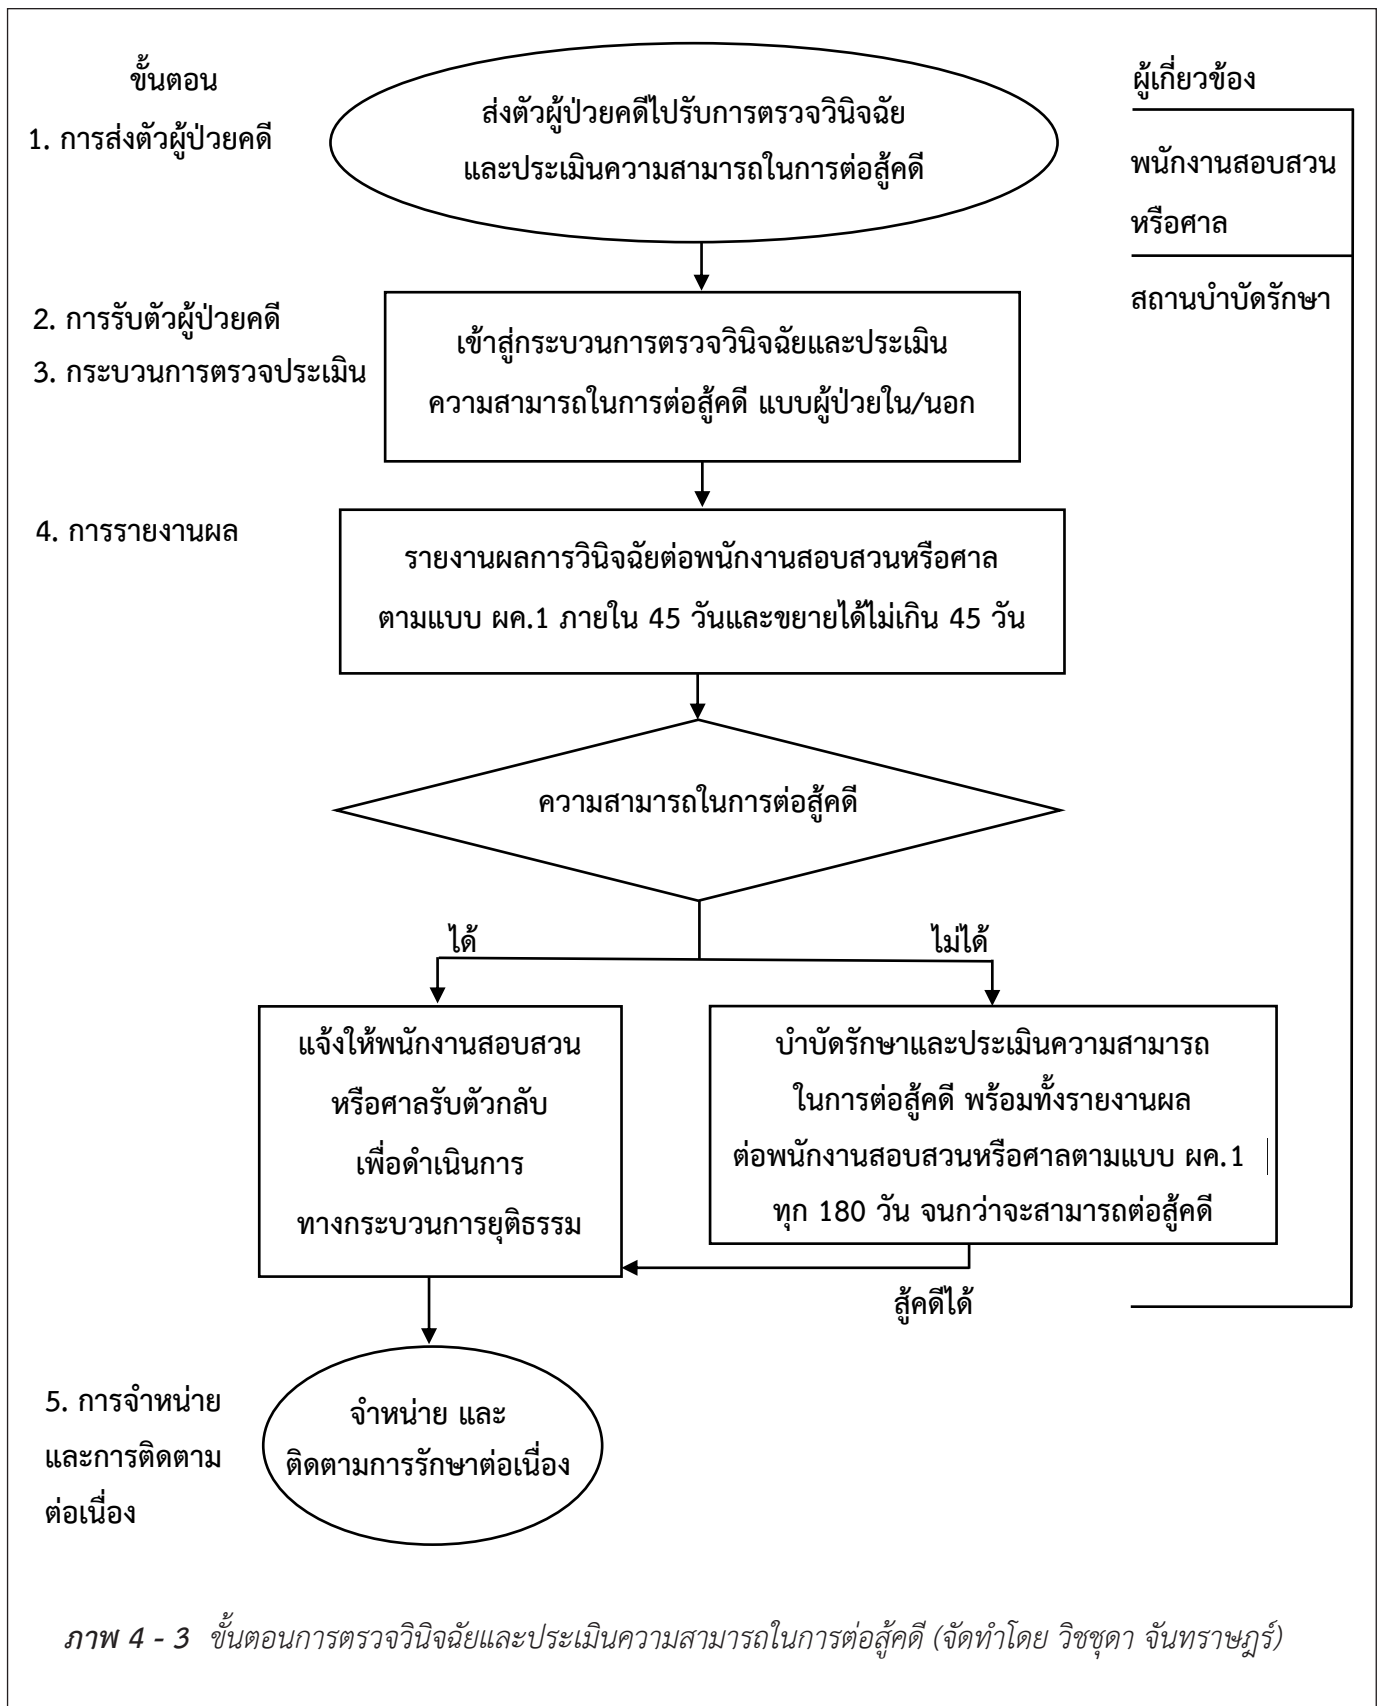 ขั้นตอน
ผู้เกี่ยวข้อง
1. การส่งตัวผู้ป่วยคดี
ส่งตัวผู้ป่วยคดีไปรับการตรวจวินิจฉัย
และประเมินความสามารถในการต่อสู้คดี
พนักงานสอบสวน
หรือศาล
สถานบำบัดรักษา
2. การรับตัวผู้ป่วยคดี
3. กระบวนการตรวจประเมิน
เข้าสู่กระบวนการตรวจวินิจฉัยและประเมิน
ความสามารถในการต่อสู้คดี แบบผู้ป่วยใน/นอก
4. การรายงานผล
รายงานผลการวินิจฉัยต่อพนักงานสอบสวนหรือศาล
ตามแบบ ผค.1 ภายใน 45 วันและขยายได้ไม่เกิน 45 วัน
ความสามารถในการต่อสู้คดี
ได้
ไม่ได้
แจ้งให้พนักงานสอบสวน
หรือศาลรับตัวกลับ
เพื่อดำเนินการ
ทางกระบวนการยุติธรรม
บำบัดรักษาและประเมินความสามารถ
ในการต่อสู้คดี พร้อมทั้งรายงานผล
ต่อพนักงานสอบสวนหรือศาลตามแบบ ผค.1
ทุก 180 วัน จนกว่าจะสามารถต่อสู้คดี
สู้คดีได้
5. การจำหน่าย
และการติดตาม
ต่อเนื่อง
จำหน่าย และ
ติดตามการรักษาต่อเนื่อง
ภาพ 4 - 3 ขั้นตอนการตรวจวินิจฉัยและประเมินความสามารถในการต่อสู้คดี (จัดทำโดย วิชชุดา จันทราษฎร์)